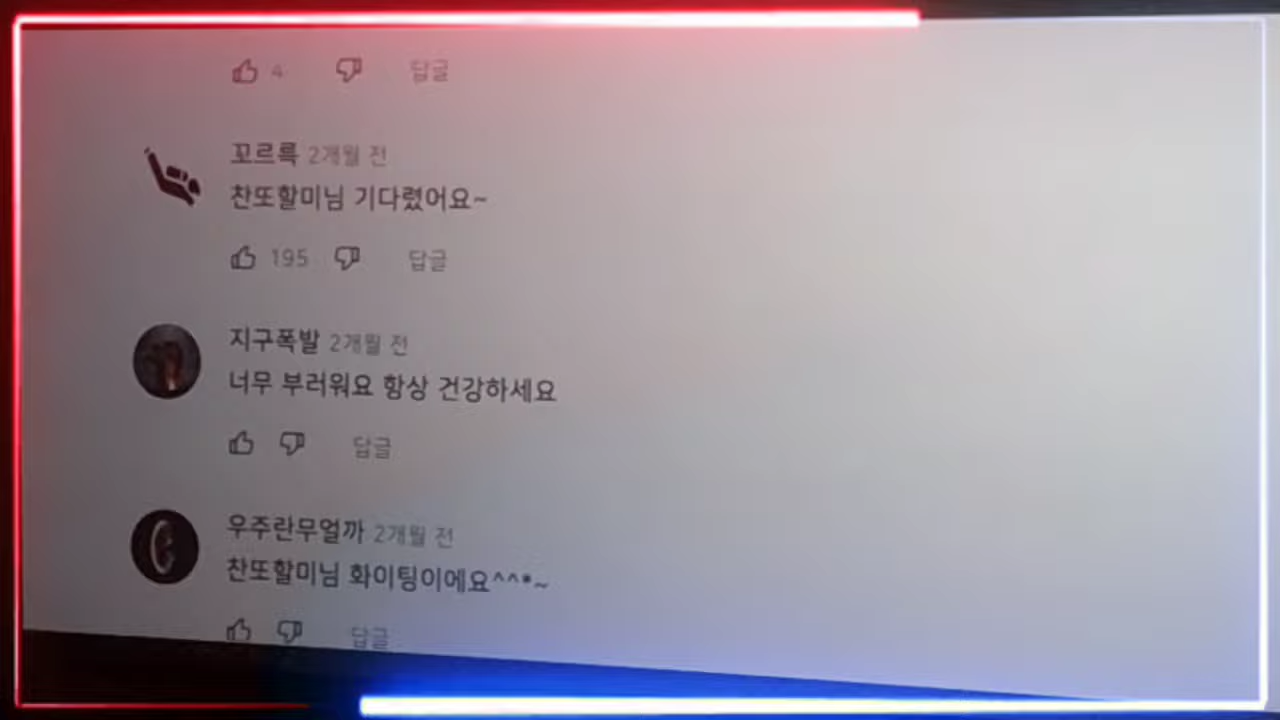 4 답글
꼬르륵 2개월 전
찬또할미님 기다렸어요~
195 답글
지구폭발 2개월 전
너무 부러워요 항상 건강하세요
답글
우주란무얼까 2개월 전
찬또할미님 화이팅이에요^^*~
답글